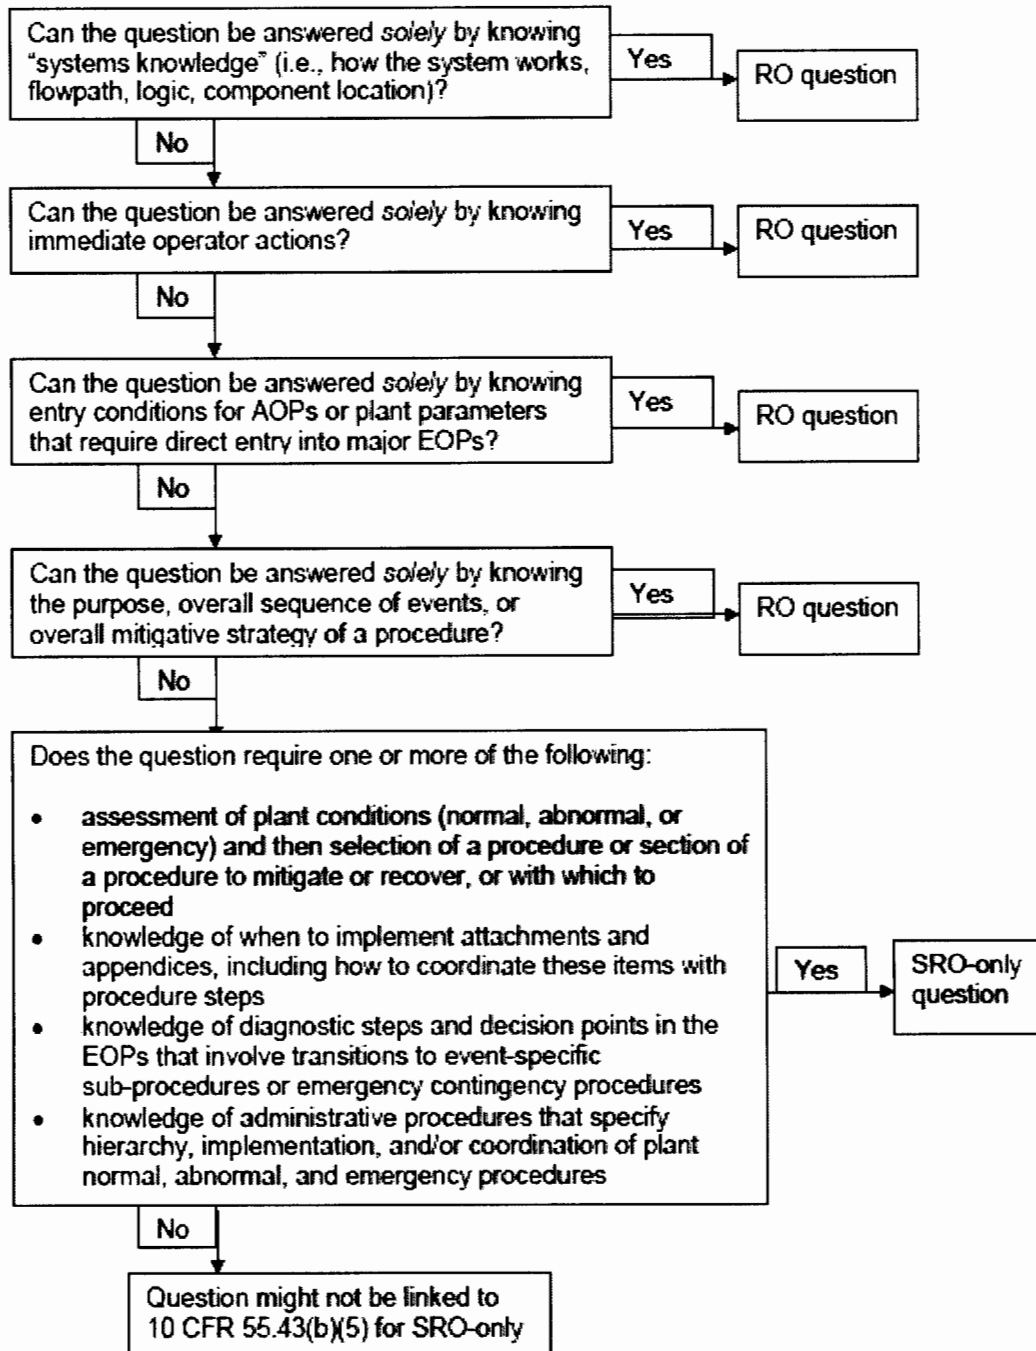 Can the question be answered solely by knowing
"systems knowledge" (i.e., how the system works,
flowpath, logic, component location)?
Yes
RO question
No
Can the question be answered solely by knowing
immediate operator actions?
Yes
RO question
No
Can the question be answered solely by knowing
entry conditions for AOPs or plant parameters
that require direct entry into major EOPs?
Yes
RO question
No
Can the question be answered solely by knowing
the purpose, overall sequence of events, or
overall mitigative strategy of a procedure?
Yes
RO question
No
Does the question require one or more of the following:
• assessment of plant conditions (normal, abnormal, or
emergency) and then selection of a procedure or section of
a procedure to mitigate or recover, or with which to
proceed
• knowledge of when to implement attachments and
appendices, including how to coordinate these items with
procedure steps
• knowledge of diagnostic steps and decision points in the
EOPs that involve transitions to event-specific
sub-procedures or emergency contingency procedures
• knowledge of administrative procedures that specify
hierarchy, implementation, and/or coordination of plant
normal, abnormal, and emergency procedures
Yes
SRO-only
question
No
Question might not be linked to
10 CFR 55.43(b)(5) for SRO-only